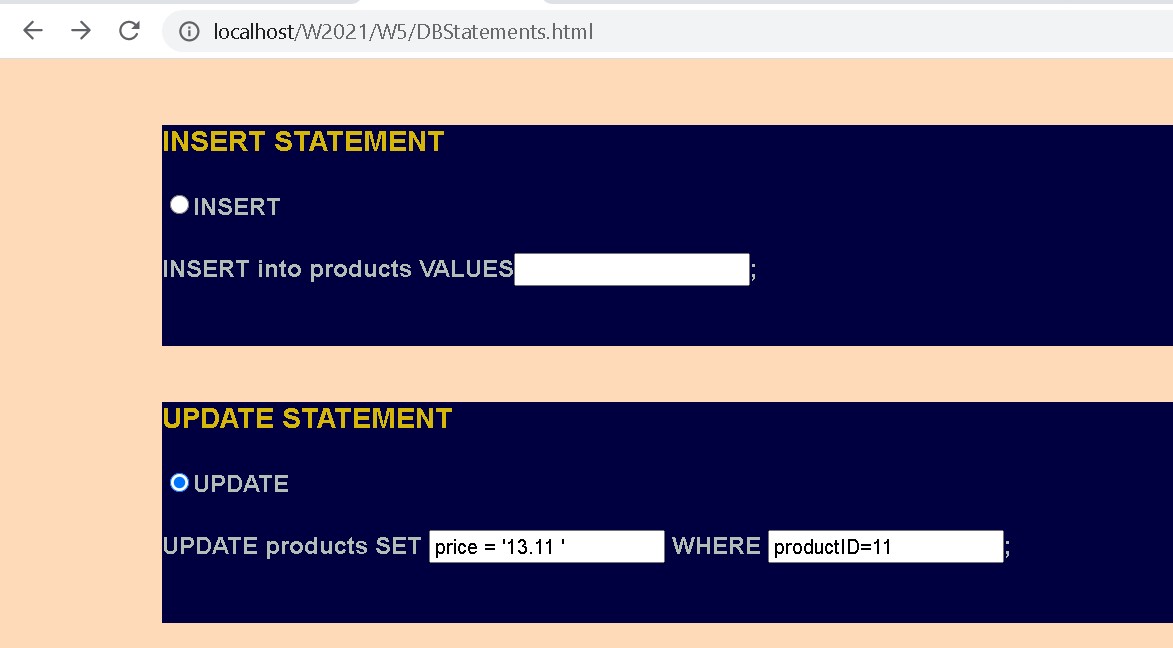 localhost/W2021/W5/DBStatements.html
INSERT STATEMENT
INSERT
INSERT into products VALUES ;
UPDATE STATEMENT
UPDATE
UPDATE products SET price = '13.11 ' WHERE productID=11 ;